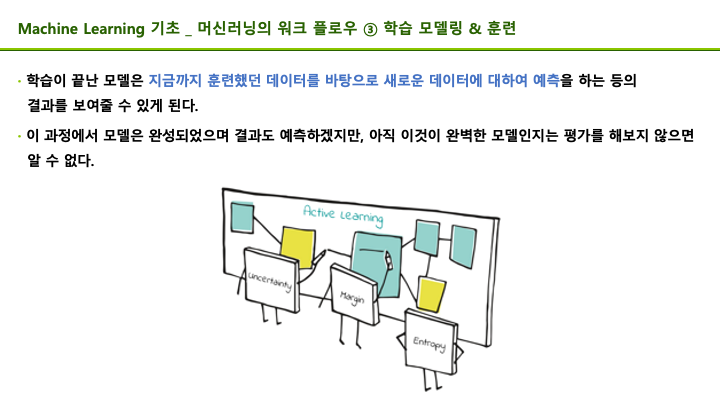 Machine Learning 기초 _ 머신러닝의 워크 플로우 ③ 학습 모델링 & 훈련
· 학습이 끝난 모델은 지금까지 훈련했던 데이터를 바탕으로 새로운 데이터에 대하여 예측을 하는 등의
결과를 보여줄 수 있게 된다.
· 이 과정에서 모델은 완성되었으며 결과도 예측하겠지만, 아직 이것이 완벽한 모델인지는 평가를 해보지 않으면
알 수 없다.
Active Learning
Uncertainty
Margin
Entropy